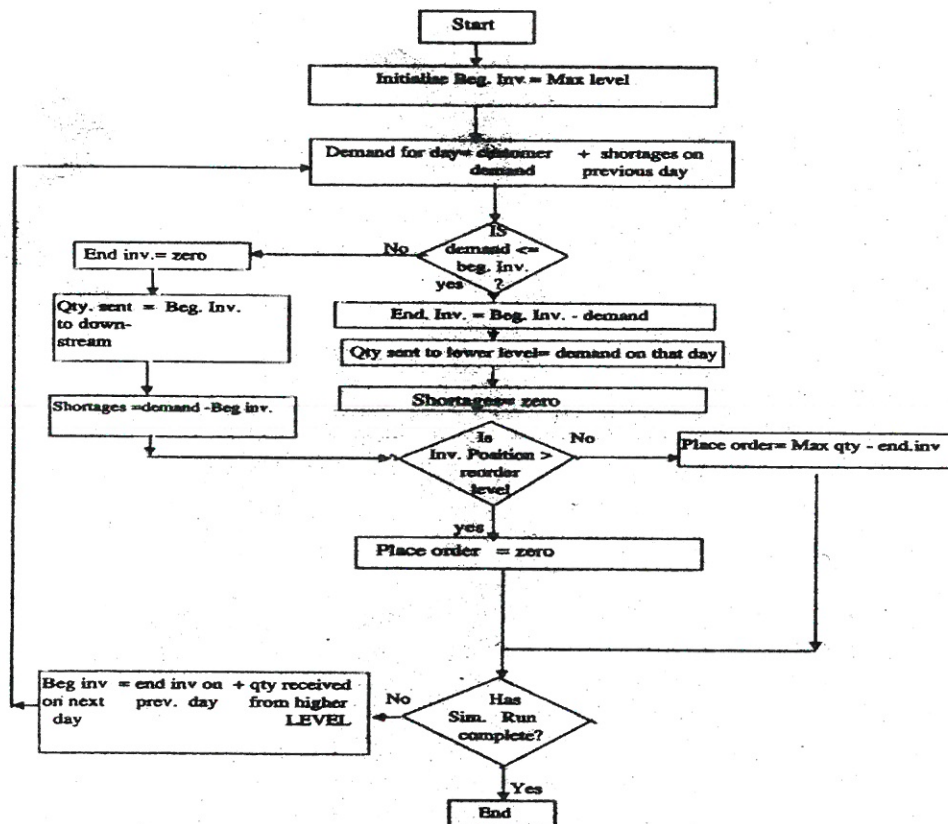 Start
Initialise Beg. Inv.= Max level
Demand for day= customer + shortages on
demand previous day
IS
demand <=
beg. Inv.
?
No
yes
End inv.= zero
Qty. sent = Beg. Inv.
to down-
stream
Shortages =demand -Beg inv.
End. Inv. = Beg. Inv. - demand
Qty sent to lower level= demand on that day
Shortages= zero
Is
Inv. Position >
reorder
level
No
yes
Place order= Max qty - end.inv
Place order = zero
Has
Sim. Run
complete?
No
Yes
Beg inv = end inv on + qty received
on next prev. day from higher
day LEVEL
End